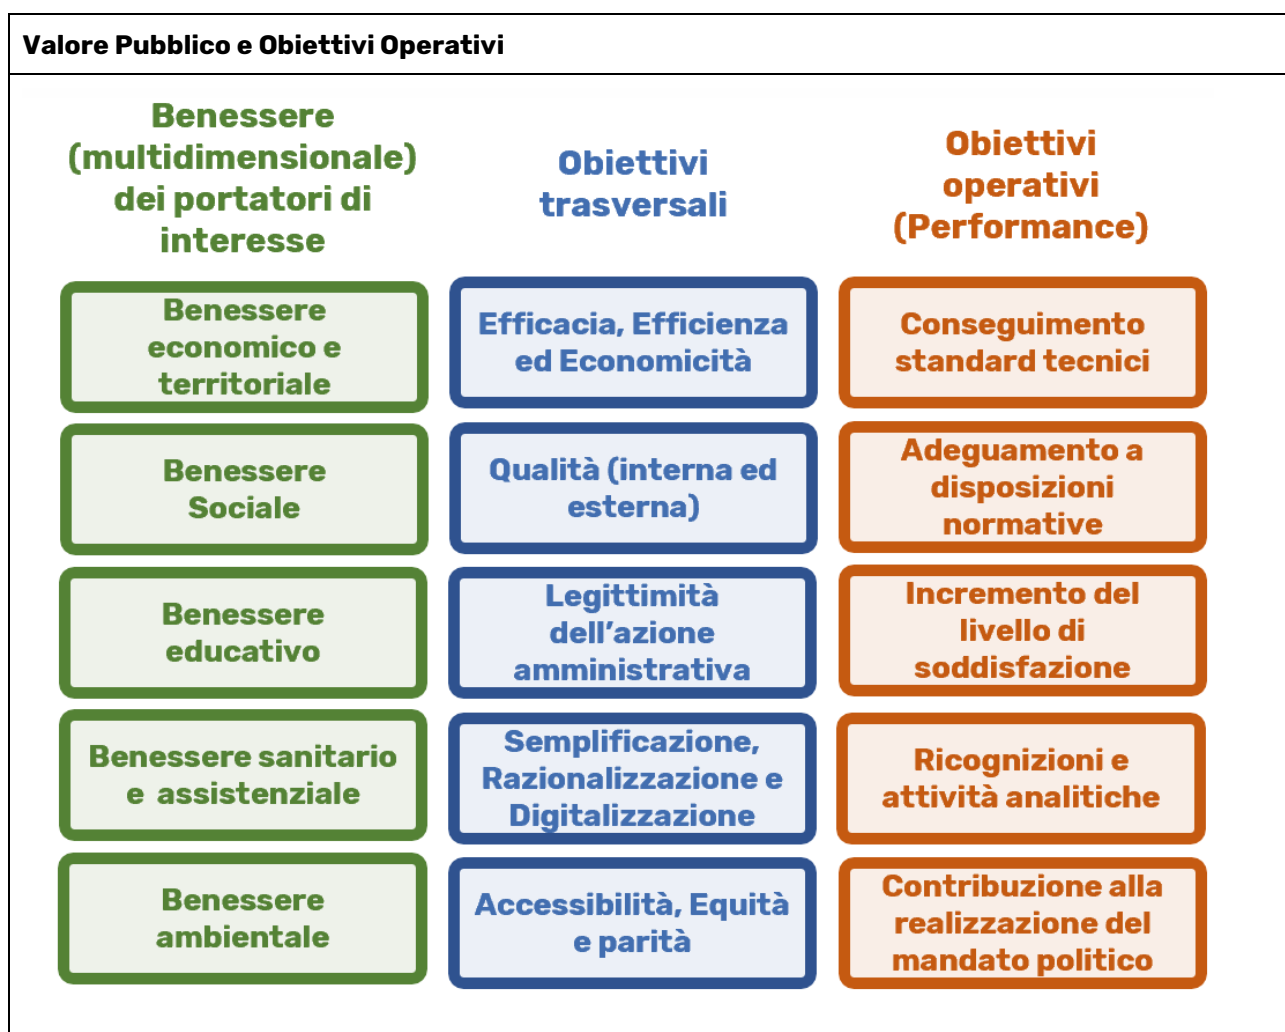 Valore Pubblico e Obiettivi Operativi
Benessere
(multidimensionale)
dei portatori di
interesse
Obiettivi
trasversali
Obiettivi
operativi
(Performance)
Benessere
economico e
territoriale
Efficacia, Efficienza
ed Economicità
Conseguimento
standard tecnici
Benessere
Sociale
Qualità (interna ed
esterna)
Adeguamento a
disposizioni
normative
Benessere
educativo
Legittimità
dell'azione
amministrativa
Incremento del
livello di
soddisfazione
Benessere sanitario
e assistenziale
Semplificazione,
Razionalizzazione e
Digitalizzazione
Ricognizioni e
attività analitiche
Benessere
ambientale
Accessibilità, Equità
e parità
Contribuzione alla
realizzazione del
mandato politico